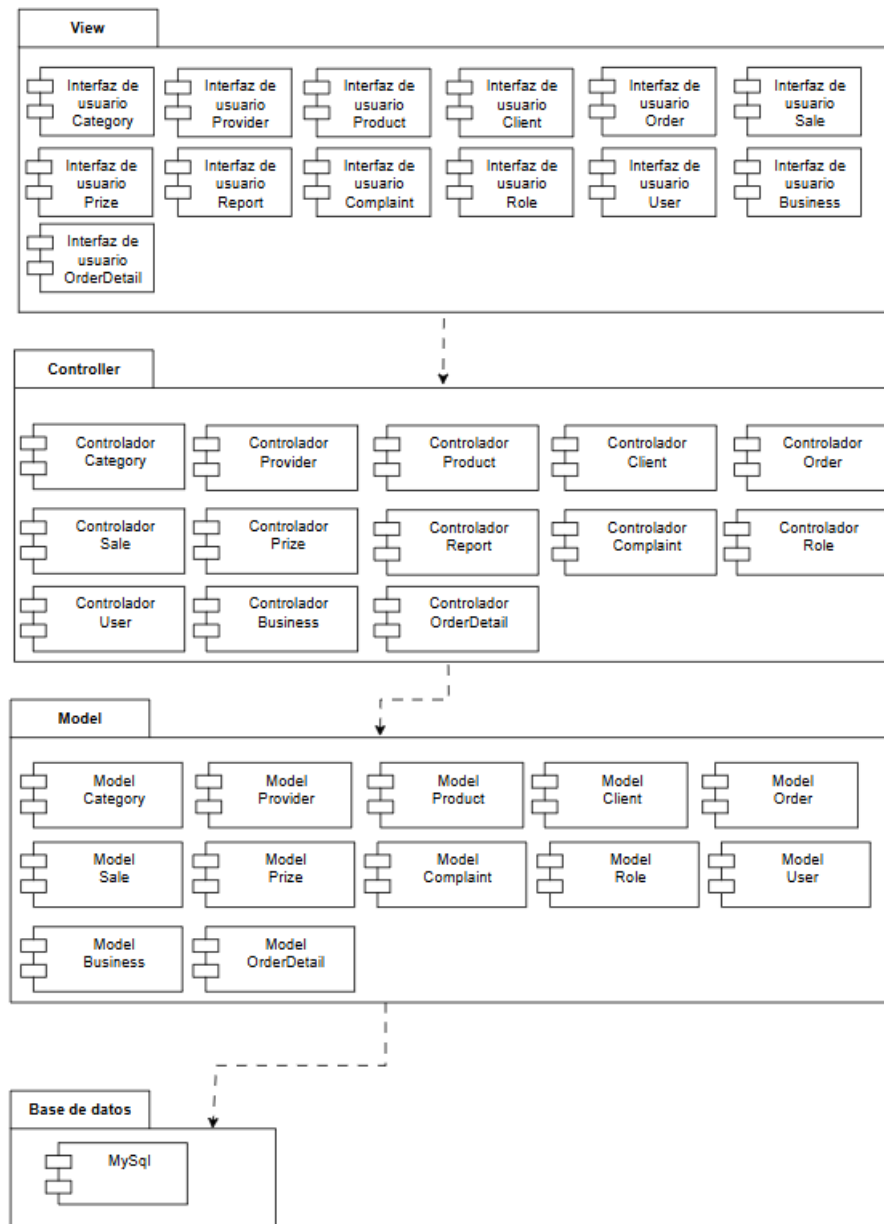 View
Interfaz de
usuario
Category
Interfaz de
usuario
Provider
Interfaz de
usuario
Product
Interfaz de
usuario
Client
Interfaz de
usuario
Order
Interfaz de
usuario
Sale
Interfaz de
usuario
Prize
Interfaz de
usuario
Report
Interfaz de
usuario
Complaint
Interfaz de
usuario
Role
Interfaz de
usuario
User
Interfaz de
usuario
Business
Interfaz de
usuario
OrderDetail
Controller
Controlador
Category
Controlador
Provider
Controlador
Product
Controlador
Client
Controlador
Order
Controlador
Sale
Controlador
Prize
Controlador
Report
Controlador
Complaint
Controlador
Role
Controlador
User
Controlador
Business
Controlador
OrderDetail
Model
Model
Category
Model
Provider
Model
Product
Model
Client
Model
Order
Model
Sale
Model
Prize
Model
Complaint
Model
Role
Model
User
Model
Business
Model
OrderDetail
Base de datos
MySql